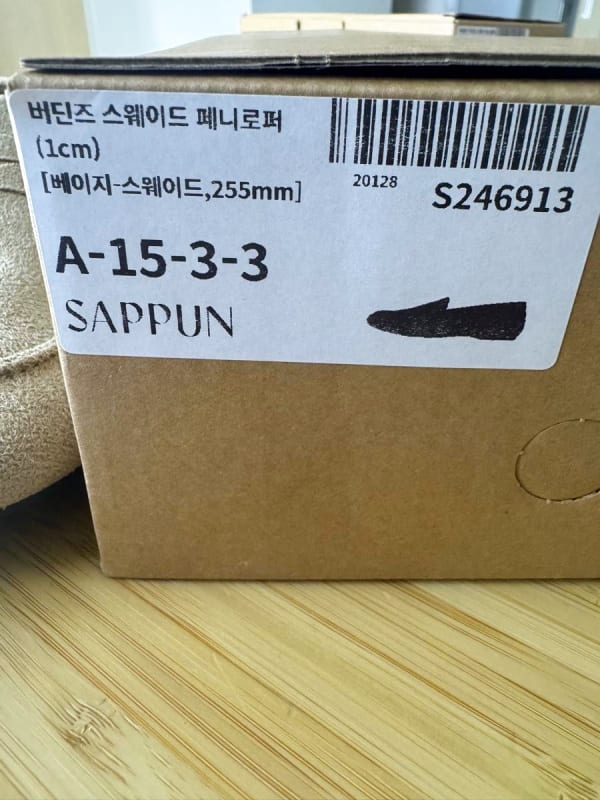 버딘즈 스웨이드 페니로퍼
(1cm)
[베이지-스웨이드,255mm]
20128
S246913
A-15-3-3
SAPPUN